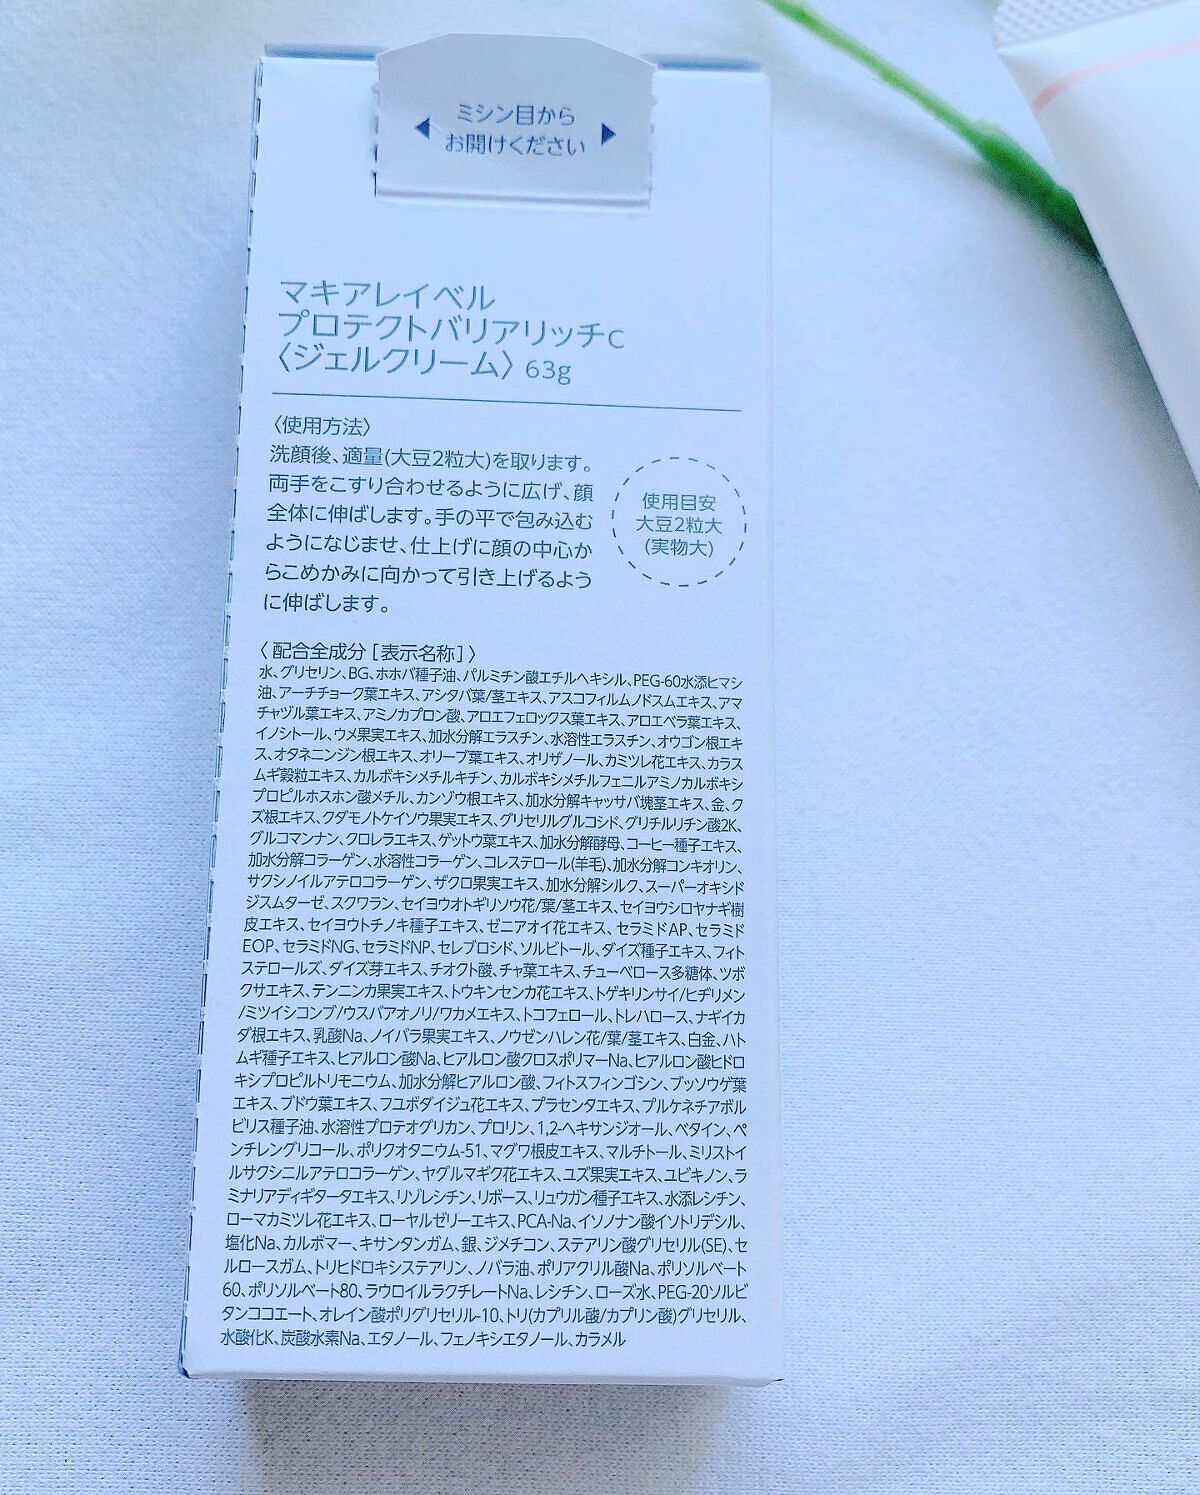 ミシン目から
お開けください
マキアレイベル
プロテクトバリアリッチc
〈ジェルクリーム〉63g
〈使用方法〉
洗顔後、適量(大豆2粒大)を取ります。
両手をこすり合わせるように広げ、顔
全体に伸ばします。手の平で包み込む
ようになじませ、仕上げに顔の中心か
らこめかみに向かって引き上げるよう
に伸ばします。
使用目安
大豆2粒大
(実物大)
〈配合全成分［表示名称］〉
水、グリセリン、BG、ホホバ種子油、パルミチン酸エチルヘキシル、PEG-60水添ヒマシ
油、アーチチョーク葉エキス、アシタバ葉/茎エキス、アスコフィルムノドスムエキス、アマ
チャヅル葉エキス、アミノカプロン酸、アロエフェロックス葉エキス、アロエベラ葉エキス、
イノシトール、ウメ果実エキス、加水分解エラスチン、水溶性エラスチン、オウゴン根エキ
ス、オタネニンジン根エキス、オリーブ葉エキス、オリザノール、カミツレ花エキス、カラス
ムギ穀粒エキス、カルボキシメチルキチン、カルボキシメチルフェニルアミノカルボキシ
プロピルホスホン酸メチル、カンゾウ根エキス、加水分解キャッサバ塊茎エキス、金、ク
ズ根エキス、クダモノトケイソウ果実エキス、グリセリルグルコシド、グリチルリチン酸2K、
グルコマンナン、クロレラエキス、ゲットウ葉エキス、加水分解酵母、コーヒー種子エキス、
加水分解コラーゲン、水溶性コラーゲン、コレステロール(羊毛)、加水分解コンキオリン、
サクシノイルアテロコラーゲン、ザクロ果実エキス、加水分解シルク、スーパーオキシド
ジスムターゼ、スクワラン、セイヨウオトギリソウ花/葉/茎エキス、セイヨウシロヤナギ樹
皮エキス、セイヨウトチノキ種子エキス、ゼニアオイ花エキス、セラミドAP、セラミド
EOP、セラミドNG、セラミドNP、セレブロシド、ソルビトール、ダイズ種子エキス、フィト
ステロールズ、ダイズ芽エキス、チオクト酸、チャ葉エキス、チューベロース多糖体、ツボ
クサエキス、テンニンカ果実エキス、トウキンセンカ花エキス、トゲキリンサイ/ヒヂリメン
/ミツイシコンブ/ウスバアオノリ/ワカメエキス、トコフェロール、トレハロース、ナギイカ
ダ根エキス、乳酸Na、ノイバラ果実エキス、ノウゼンハレン花/葉/茎エキス、白金、ハト
ムギ種子エキス、ヒアルロン酸Na、ヒアルロン酸クロスポリマーNa、ヒアルロン酸ヒドロ
キシプロピルトリモニウム、加水分解ヒアルロン酸、フィトスフィンゴシン、ブッソウゲ葉
エキス、ブドウ葉エキス、フユボダイジュ花エキス、プラセンタエキス、プルケネチアボル
ビリス種子油、水溶性プロテオグリカン、プロリン、1,2-ヘキサンジオール、ベタイン、ペ
ンチレングリコール、ポリクオタニウム-51、マグワ根皮エキス、マルチトール、ミリストイ
ルサクシニルアテロコラーゲン、ヤグルマギク花エキス、ユズ果実エキス、ユビキノン、ラ
ミナリアディギタータエキス、リゾレシチン、リボース、リュウガン種子エキス、水添レシチン、
ローマカミツレ花エキス、ローヤルゼリーエキス、PCA-Na、イソノナン酸イソトリデシル、
塩化Na、カルボマー、キサンタンガム、銀、ジメチコン、ステアリン酸グリセリル(SE)、セ
ルロースガム、トリヒドロキシステアリン、ノバラ油、ポリアクリル酸Na、ポリソルベート
60、ポリソルベート80、ラウロイルラクチレートNa、レシチン、ローズ水、PEG-20ソルビ
タンココエート、オレイン酸ポリグリセリル-10、トリ(カプリル酸/カプリン酸)グリセリル、
水酸化K、炭酸水素Na、エタノール、フェノキシエタノール、カラメル